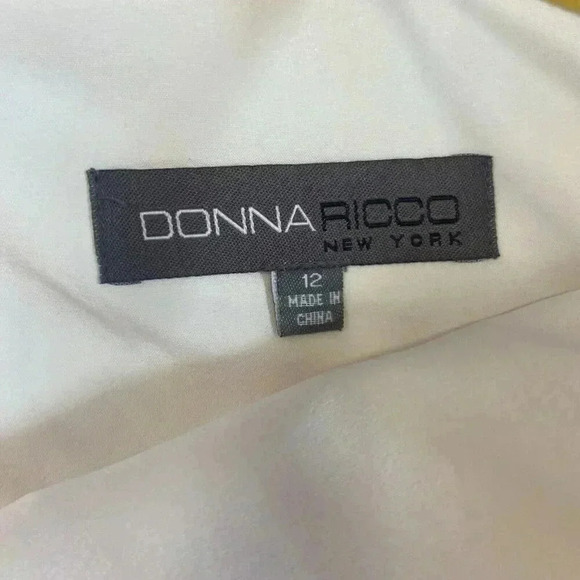 DONNA RICCO
NEW YORK
12
MADE IN
CHINA